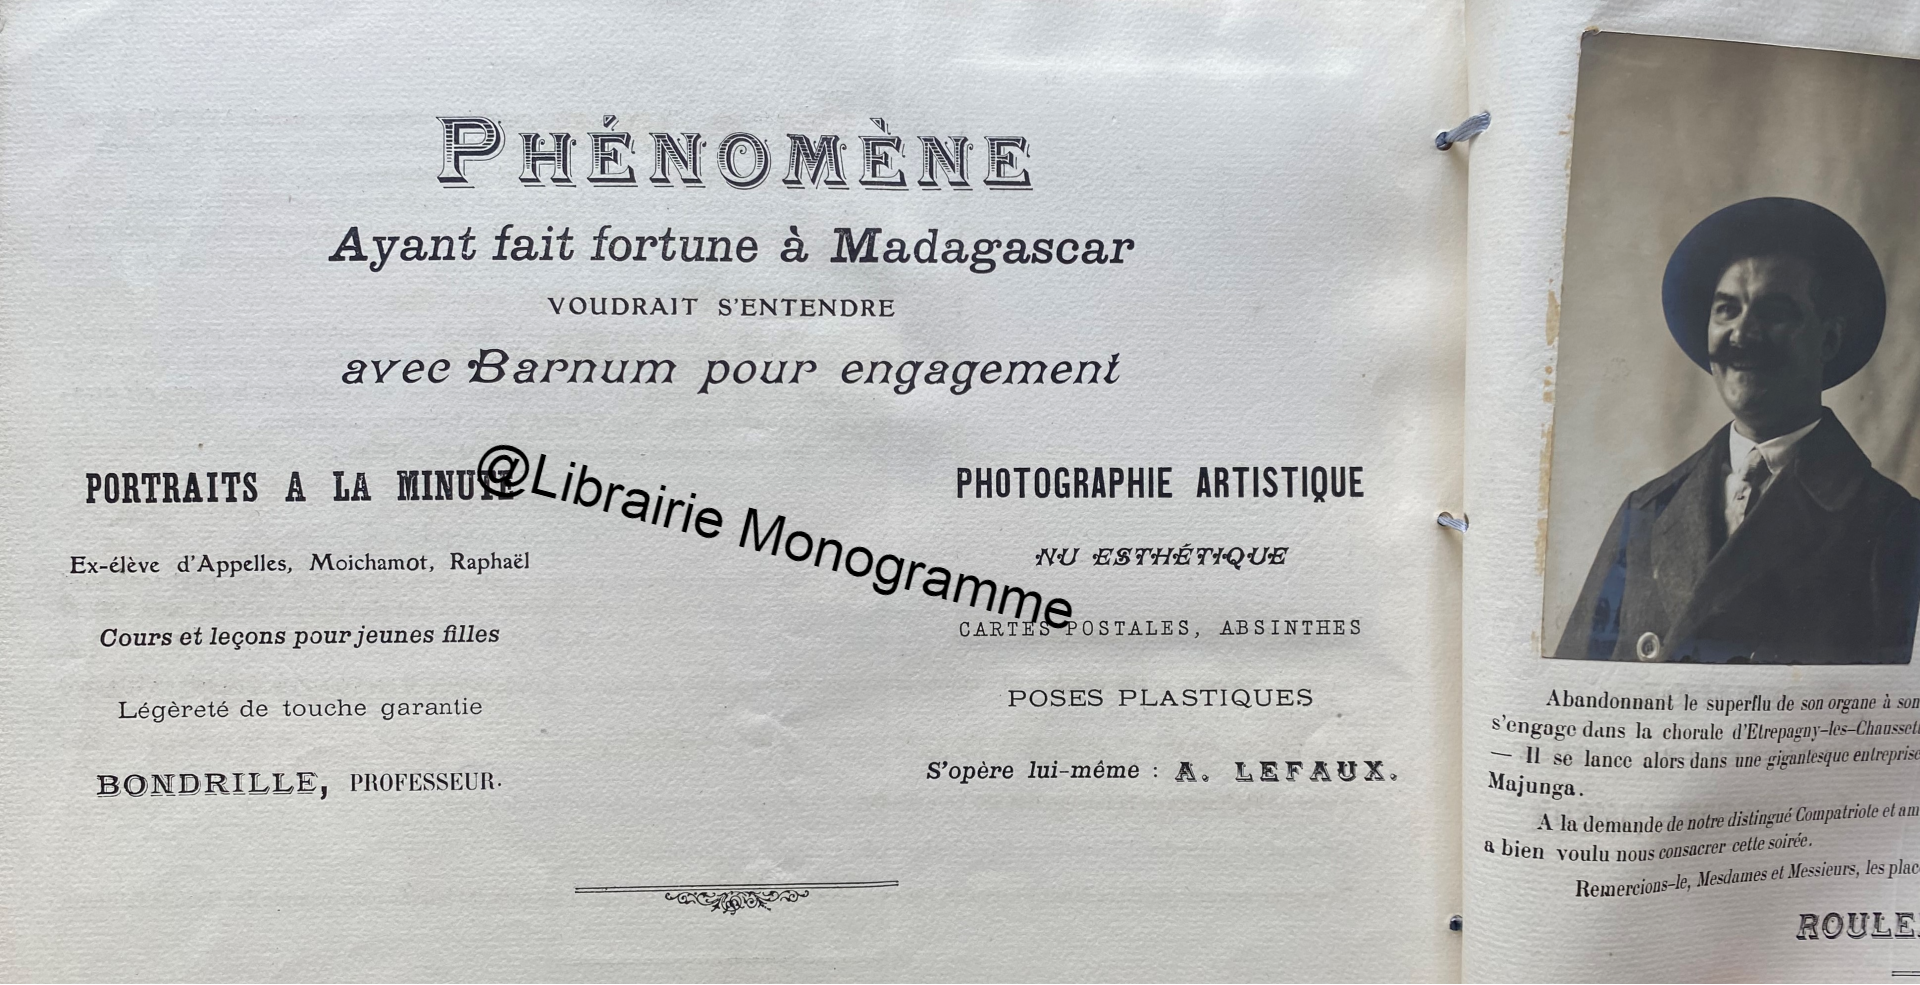 PHÉNOMÈNE
Ayant fait fortune à Madagascar
VOUDRAIT S'ENTENDRE
avec Barnum pour engagement
PORTRAITS A LA MINUTE
Ex-élève d'Appelles, Moichamot, Raphaël
Cours et leçons pour jeunes filles
Légèreté de touche garantie
BONDRILLE, PROFESSEUR.
PHOTOGRAPHIE ARTISTIQUE
NU ESTHÉTIQUE
CARTES POSTALES, ABSINTHES
POSES PLASTIQUES
S'opère lui-même : A. LEFAUX.
@Librairie Monogramme
Abandonnant le superflu de son organe à son
s'engage dans la chorale d'Etrepagny-les-Chaussett
— Il se lance alors dans une gigantesque entreprise
Majunga.
A la demande de notre distingué Compatriote et am
a bien voulu nous consacrer cette soirée.
Remercions-le, Mesdames et Messieurs, les plac
ROULE